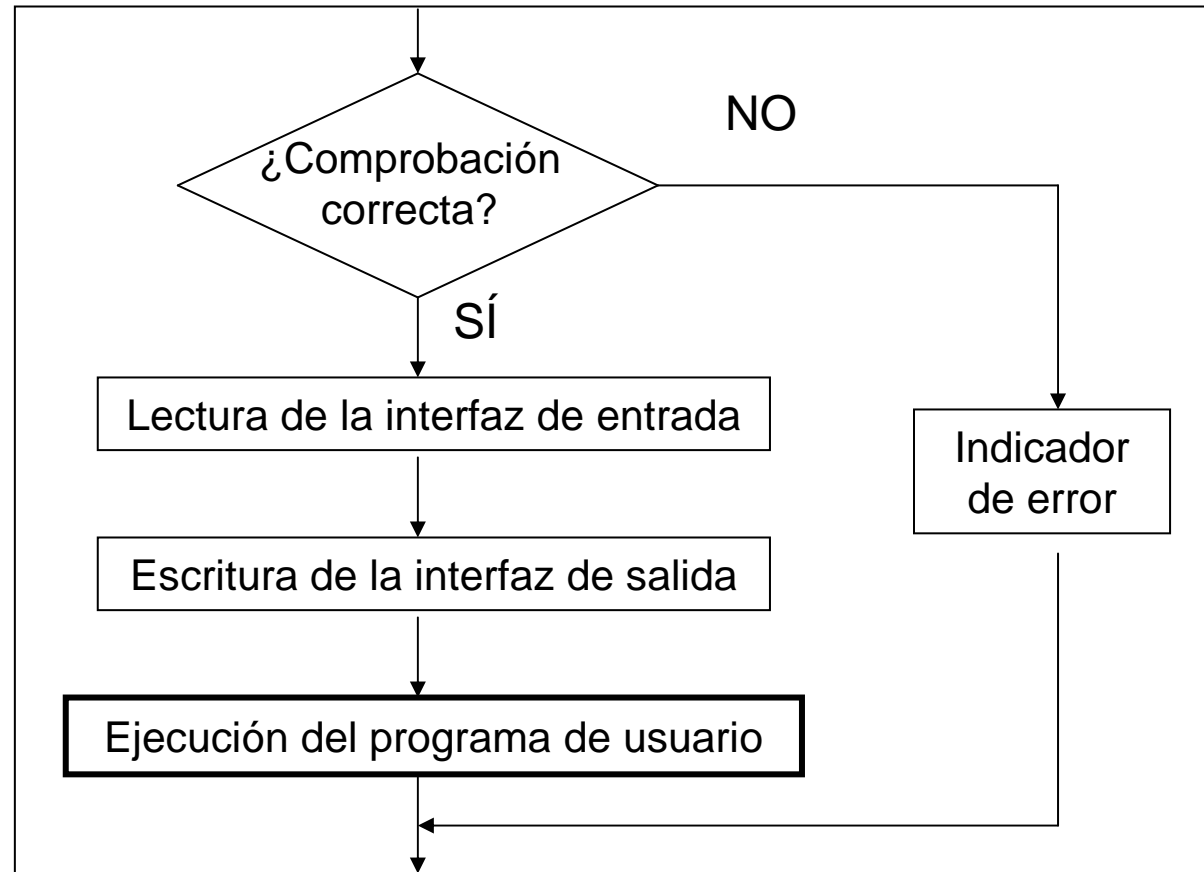 NO
¿Comprobación
correcta?
SÍ
Lectura de la interfaz de entrada
Indicador
de error
Escritura de la interfaz de salida
Ejecución del programa de usuario